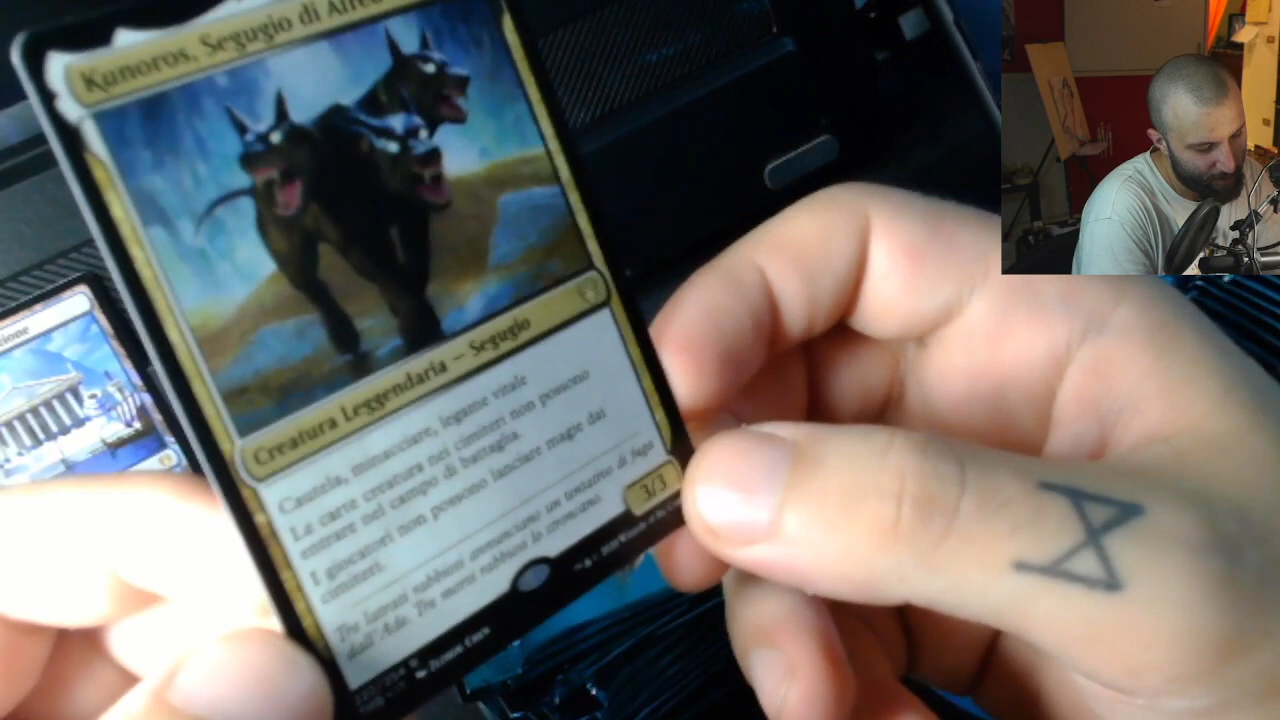 Kunoros, Segugio di Atreo
Creatura Leggendaria — Segugio
Cautela, minacciare, legame vitale
Le carte creatura nei cimiteri non possono
entrare nel campo di battaglia.
I giocatori non possono lanciare magie dai
cimiteri.
Tre latrati rabbiosi annunciano un tentativo di fuga
dall'Ade. Tre morsi rabbiosi lo stroncano.
3/3